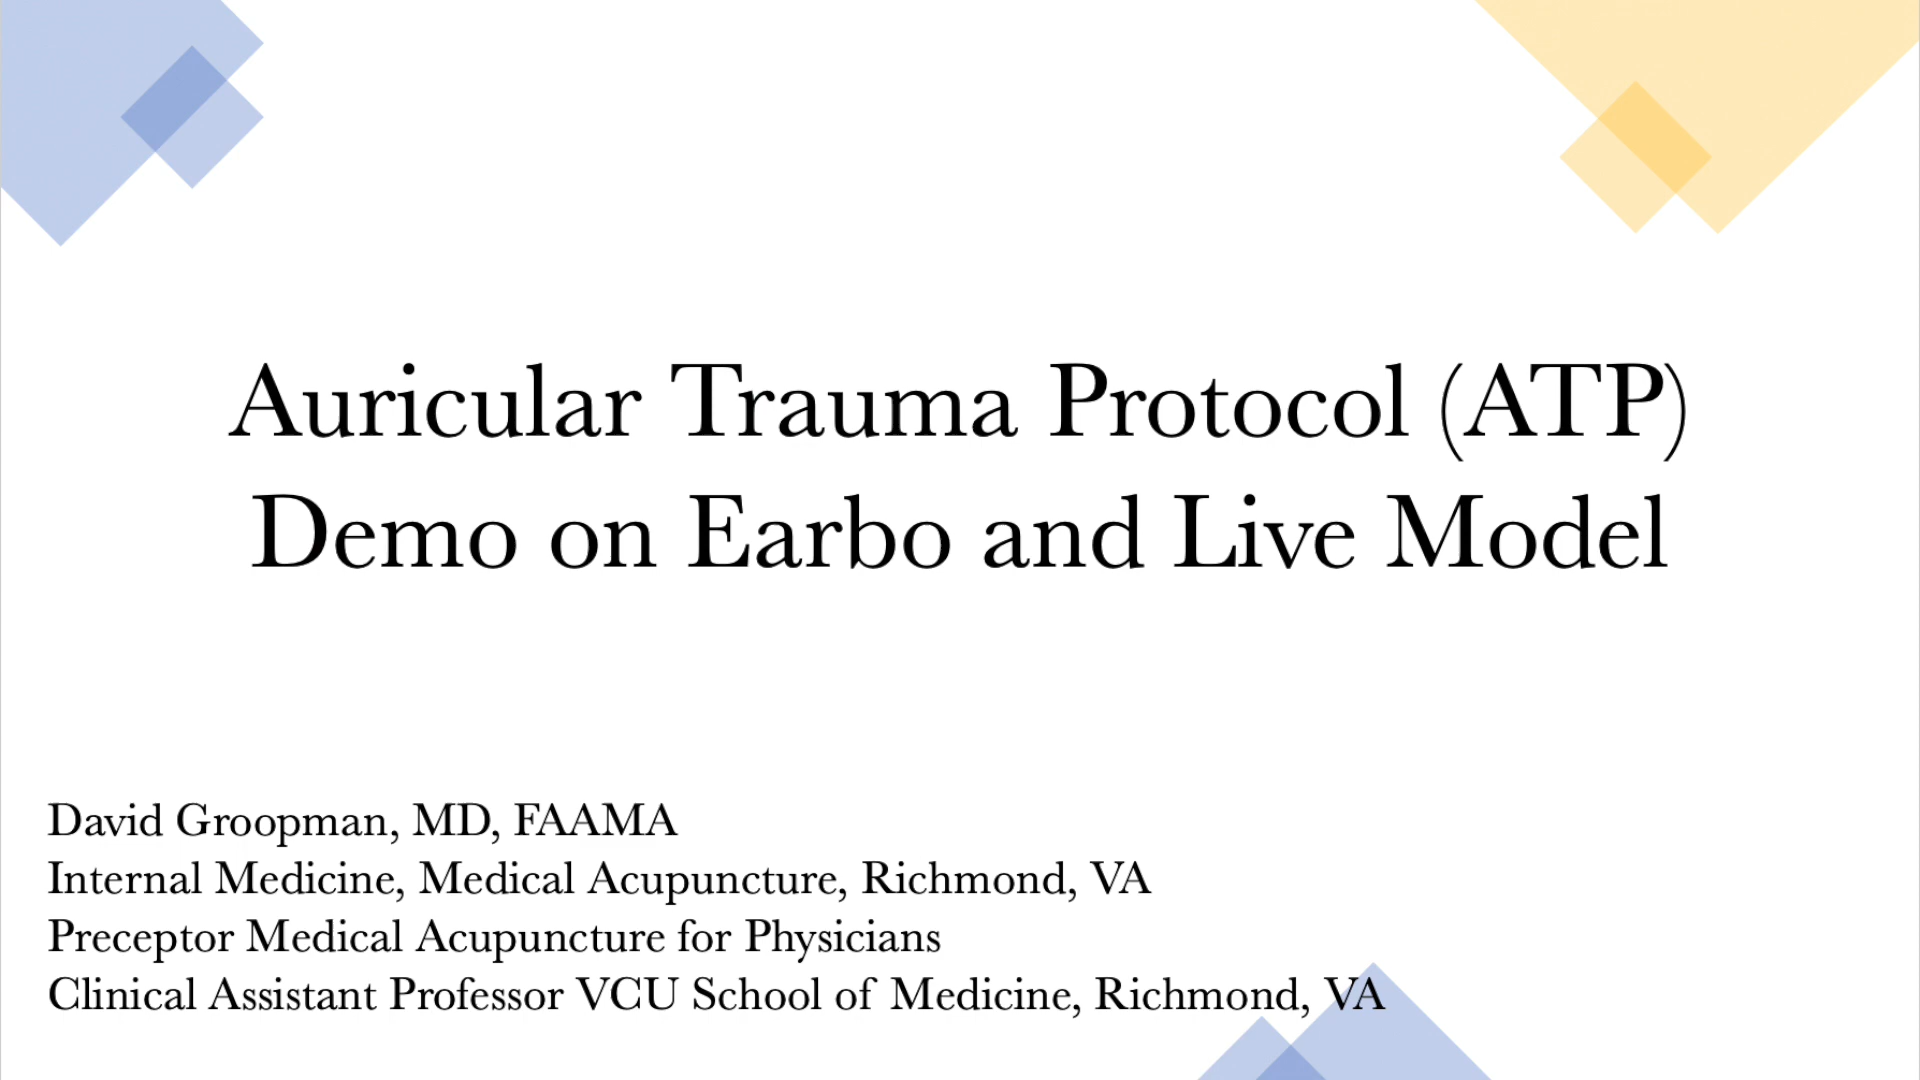 Auricular Trauma Protocol (ATP)
Demo on Earbo and Live Model
David Groopman, MD, FAAMA
Internal Medicine, Medical Acupuncture, Richmond, VA
Preceptor Medical Acupuncture for Physicians
Clinical Assistant Professor VCU School of Medicine, Richmond, VA